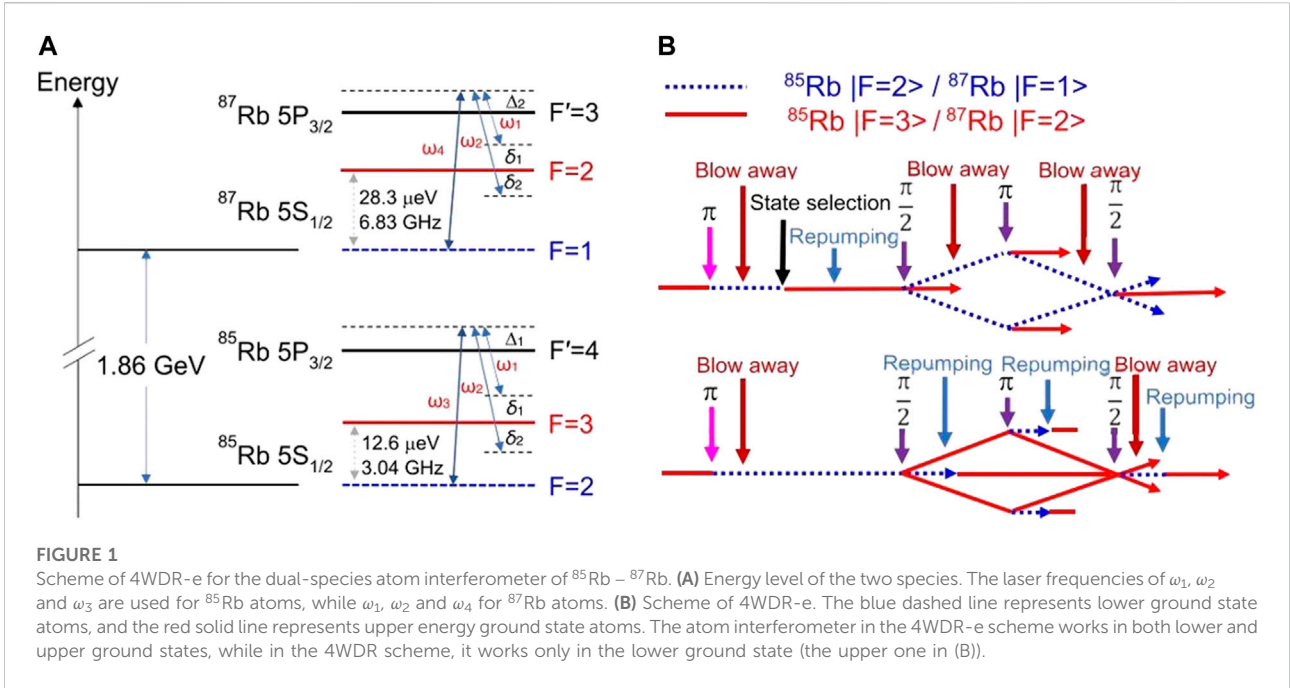 A
Energy
⁸⁷Rb 5P₃/₂
Δ₂
F'=3
ω₁
ω₂
ω₄
δ₁
F=2
δ₂
28.3 μeV
6.83 GHz
⁸⁷Rb 5S₁/₂
F=1
1.86 GeV
⁸⁵Rb 5P₃/₂
Δ₁
F'=4
ω₁
ω₂
ω₃
δ₁
F=3
δ₂
12.6 μeV
3.04 GHz
⁸⁵Rb 5S₁/₂
F=2
B
⁸⁵Rb |F=2> / ⁸⁷Rb |F=1>
⁸⁵Rb |F=3> / ⁸⁷Rb |F=2>
Blow away
Blow away
Blow away
π
State selection
Repumping
π/2
π
π/2
Repumping
Repumping
Blow away
Blow away
π
π/2
π
π/2
Repumping
FIGURE 1
Scheme of 4WDR-e for the dual-species atom interferometer of ⁸⁵Rb – ⁸⁷Rb. (A) Energy level of the two species. The laser frequencies of ω₁, ω₂
and ω₃ are used for ⁸⁵Rb atoms, while ω₁, ω₂ and ω₄ for ⁸⁷Rb atoms. (B) Scheme of 4WDR-e. The blue dashed line represents lower ground state
atoms, and the red solid line represents upper energy ground state atoms. The atom interferometer in the 4WDR-e scheme works in both lower and
upper ground states, while in the 4WDR scheme, it works only in the lower ground state (the upper one in (B)).